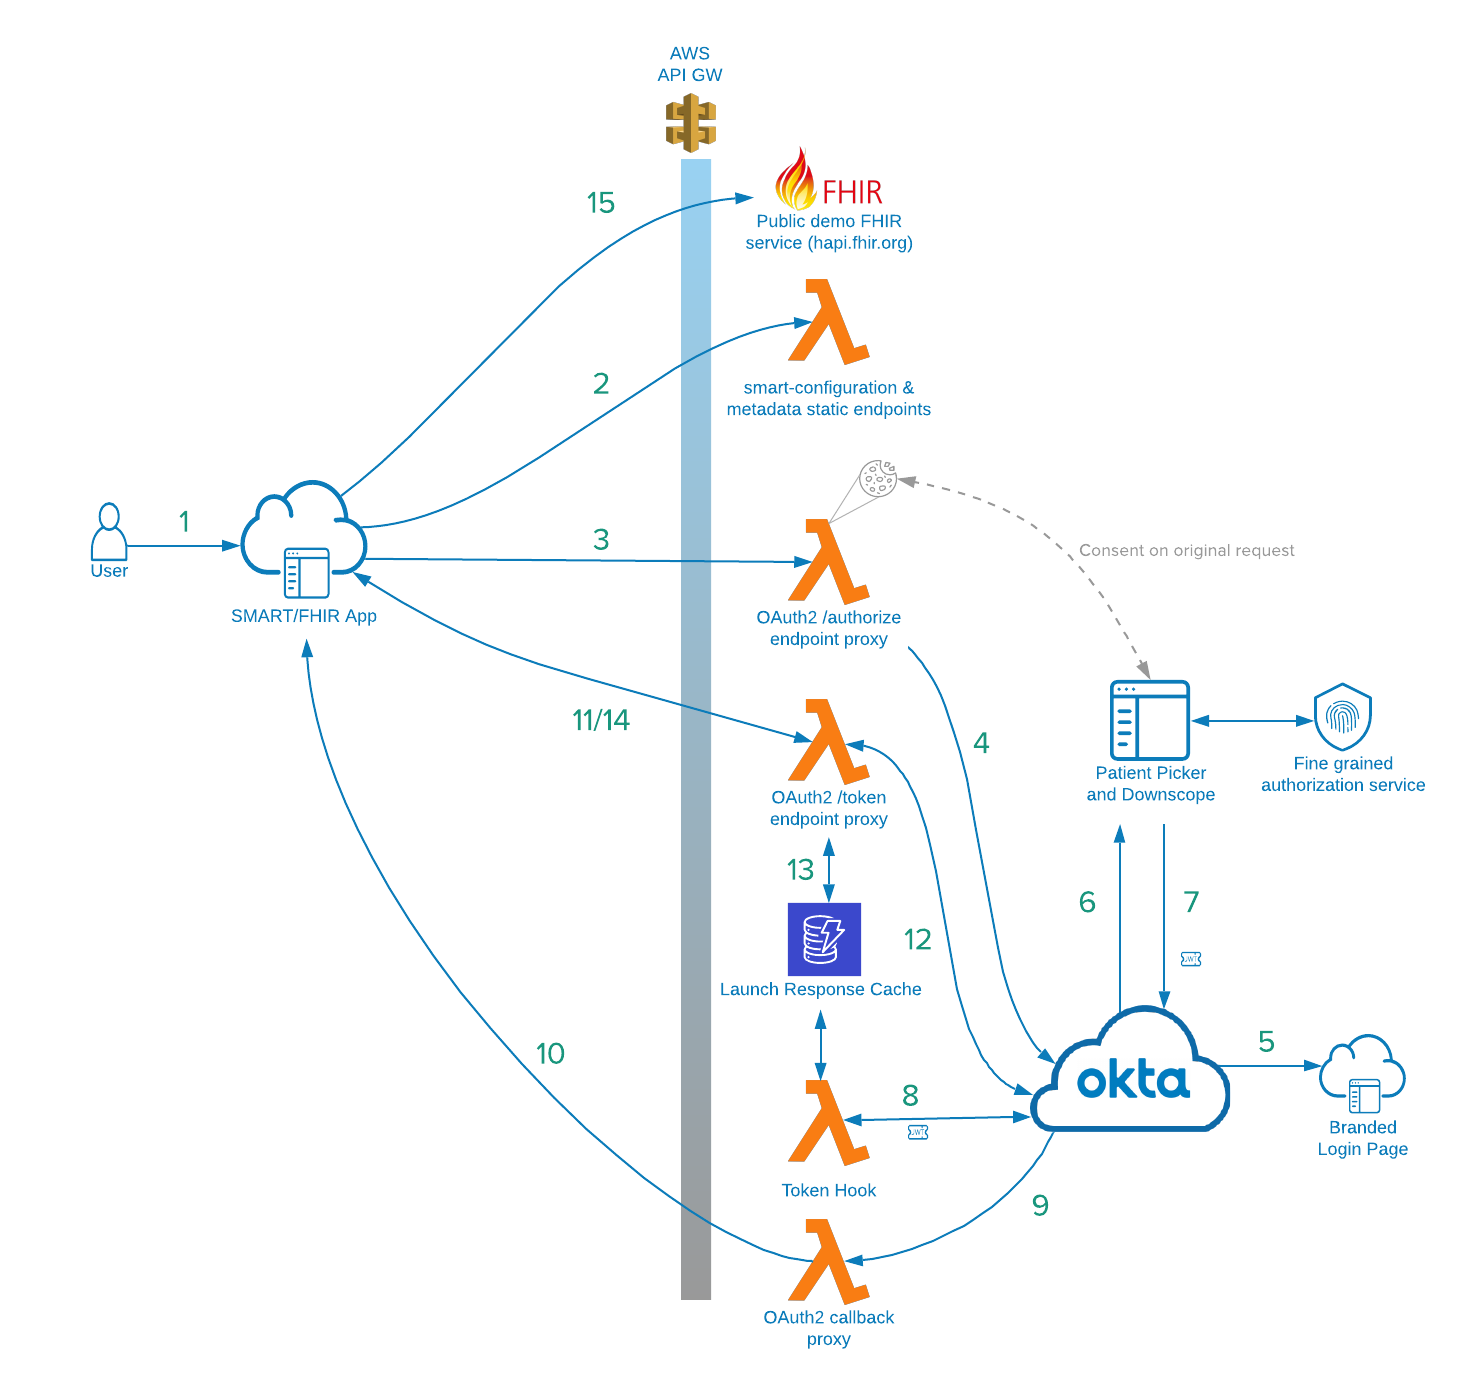 AWS
API GW
15
FHIR
Public demo FHIR
service (hapi.fhir.org)
2
smart-configuration &
metadata static endpoints
1
User
SMART/FHIR App
3
OAuth2 /authorize
endpoint proxy
Consent on original request
11/14
OAuth2 /token
endpoint proxy
4
Patient Picker
and Downscope
Fine grained
authorization service
13
12
6
7
JWT
Launch Response Cache
10
8
JWT
okta
5
Branded
Login Page
Token Hook
9
OAuth2 callback
proxy